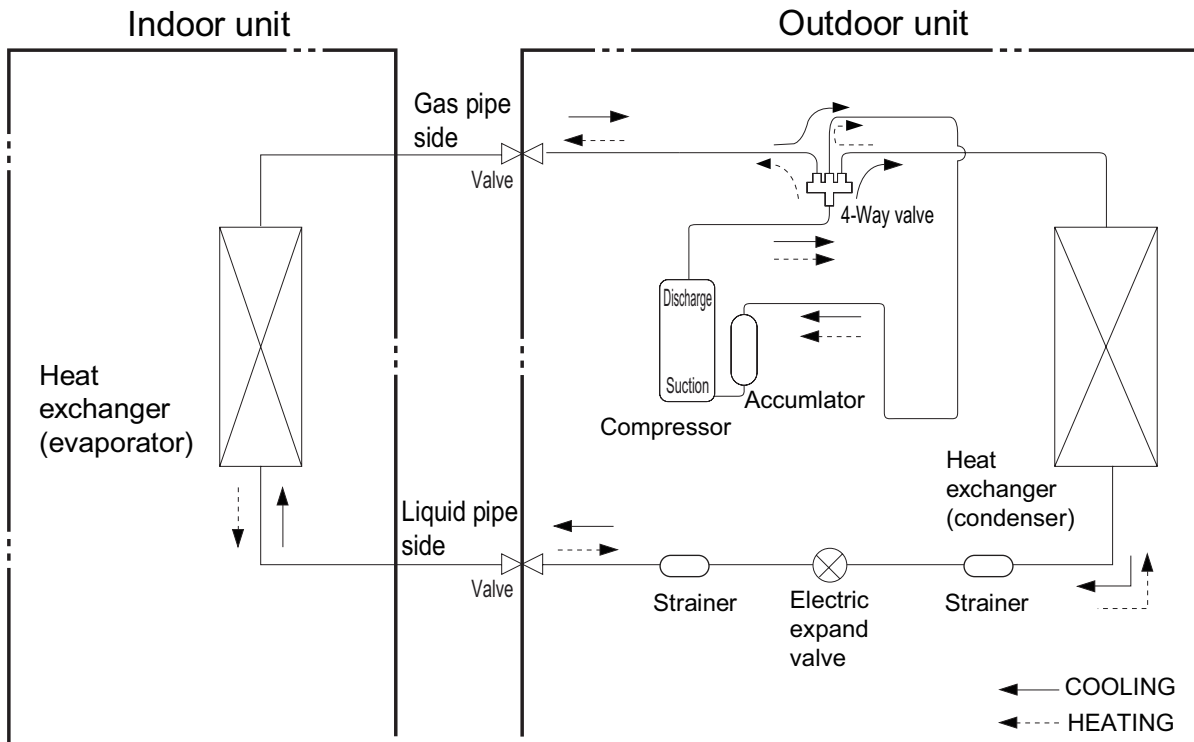 Indoor unit
Outdoor unit
Gas pipe
side
Valve
4-Way valve
Discharge
Suction
Compressor
Accumlator
Heat
exchanger
(evaporator)
Heat
exchanger
(condenser)
Liquid pipe
side
Valve
Strainer
Electric
expand
valve
Strainer
COOLING
HEATING